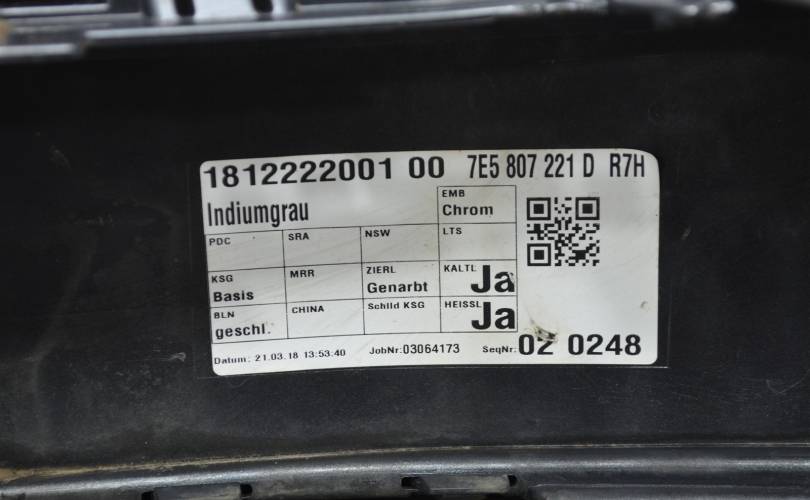 1812222001 00 7E5 807 221 D R7H
Indiumgrau EMB Chrom
PDC SRA NSW LTS
KSG Basis MRR ZIERL Genarbt KALTL Ja
BLN geschl. CHINA Schild KSG HEISSL Ja
Datum: 21.03.18 13:53:40 JobNr:03064173 SeqNr: 02 0248